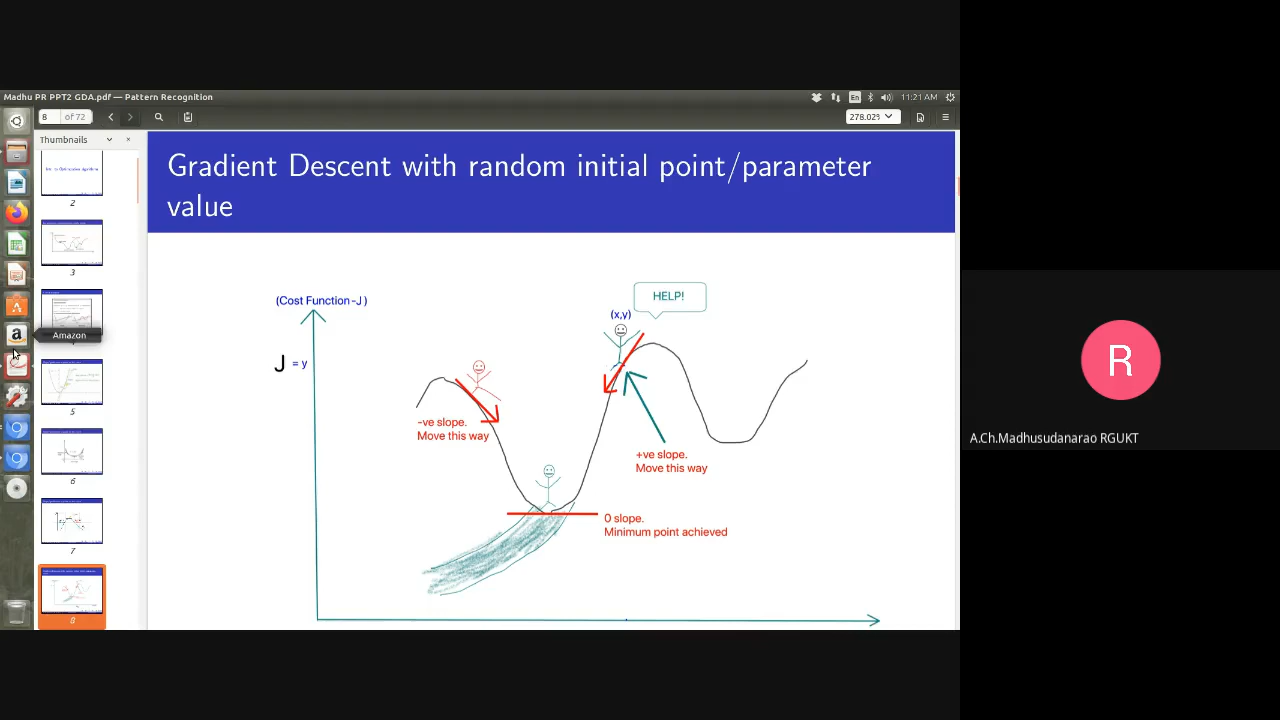 Madhu PR PPT2 GDA.pdf — Pattern Recognition
En
11:21 AM
8
of 72
278.02%
Thumbnails
2
3
Amazon
5
6
7
8
Gradient Descent with random initial point/parameter
value
(Cost Function -J)
HELP!
(x,y)
J = y
-ve slope.
Move this way
+ve slope.
Move this way
0 slope.
Minimum point achieved
R
A.Ch.Madhusudanarao RGUKT